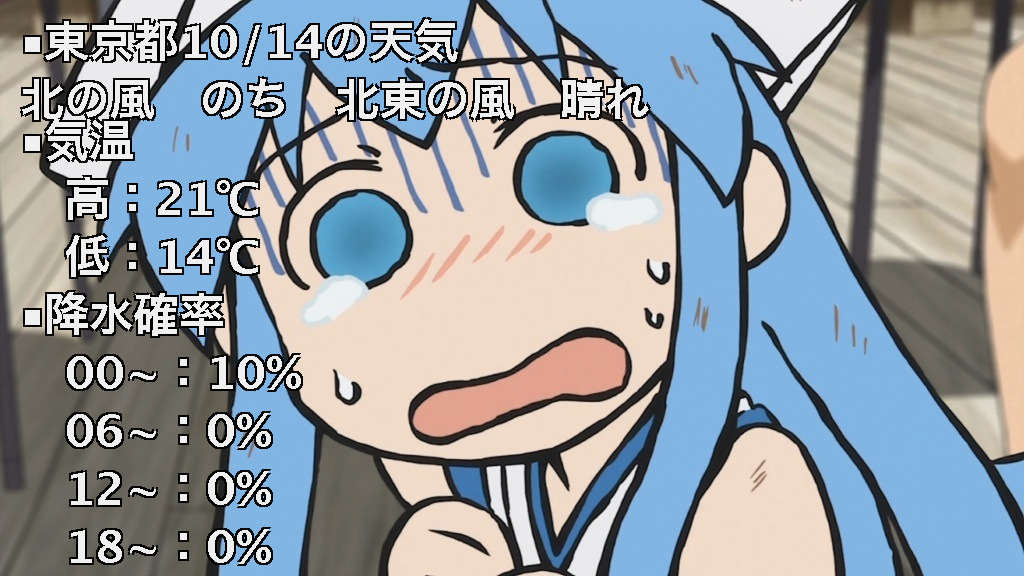 ▪東京都10/14の天気
北の風　のち　北東の風　晴れ
▪気温
高：21℃
低：14℃
▪降水確率
00~：10%
06~：0%
12~：0%
18~：0%